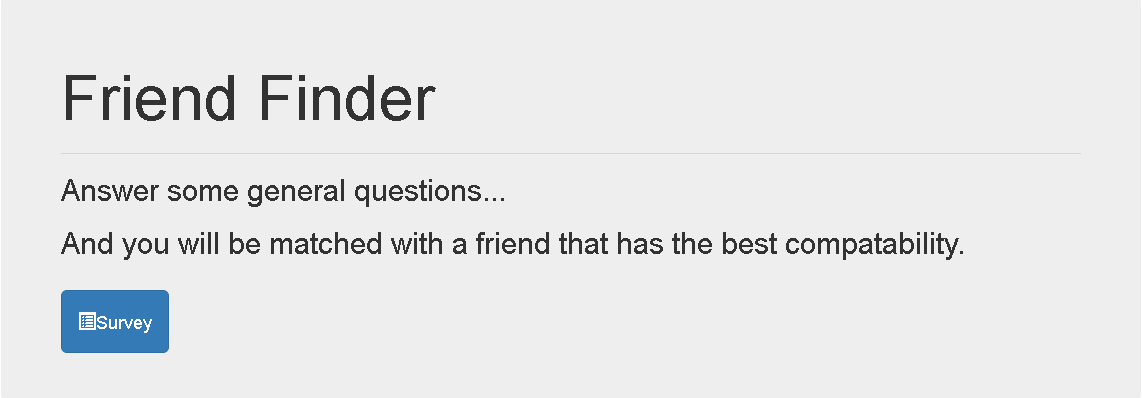 Friend Finder
Answer some general questions...
And you will be matched with a friend that has the best compatability.
Survey